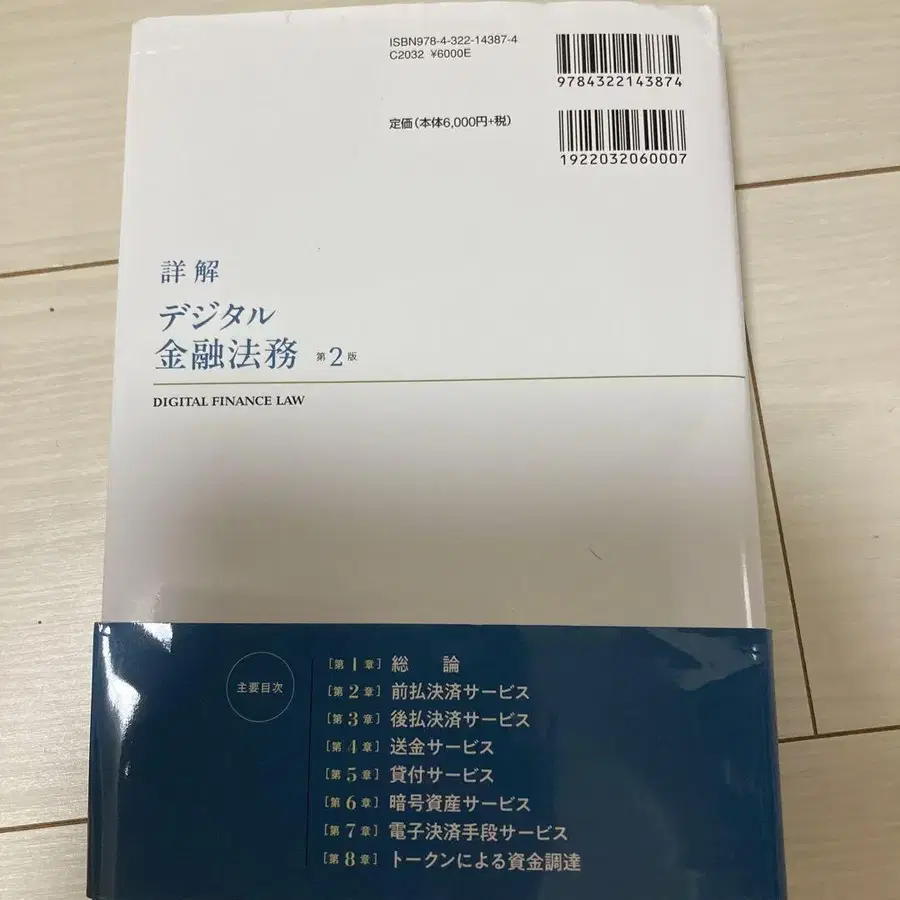 ISBN978-4-322-14387-4
C2032 ¥6000E
9784322143874
定価(本体6,000円+税)
1922032060007
詳解
デジタル
金融法務 第2版
DIGITAL FINANCE LAW
主要目次
[第1章] 総 論
[第2章] 前払決済サービス
[第3章] 後払決済サービス
[第4章] 送金サービス
[第5章] 貸付サービス
[第6章] 暗号資産サービス
[第7章] 電子決済手段サービス
[第8章] トークンによる資金調達